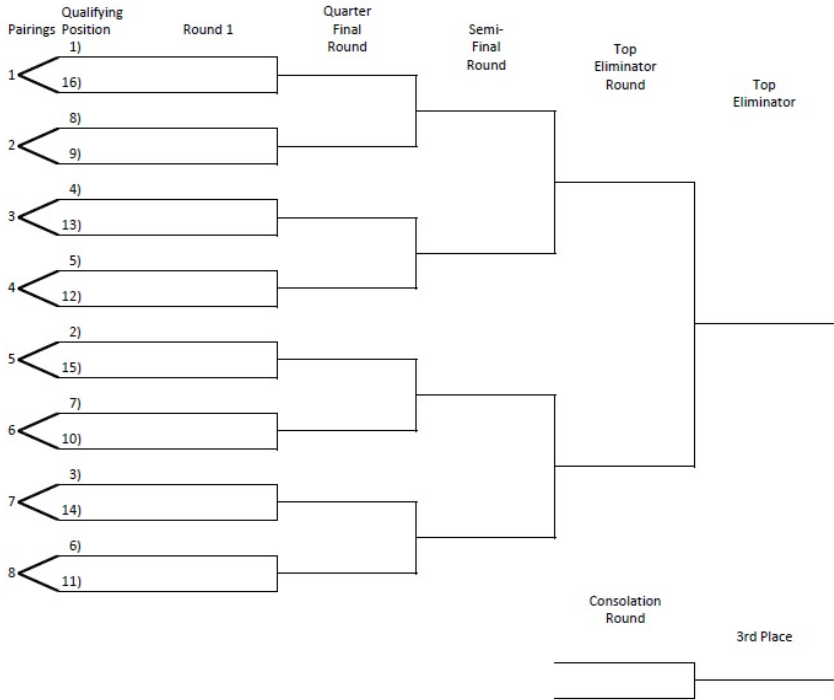 Pairings
Qualifying
Position
Round 1
Quarter
Final
Round
Semi-
Final
Round
Top
Eliminator
Round
Top
Eliminator
1
1)
16)
2
8)
9)
3
4)
13)
4
5)
12)
5
2)
15)
6
7)
10)
7
3)
14)
8
6)
11)
Consolation
Round
3rd Place